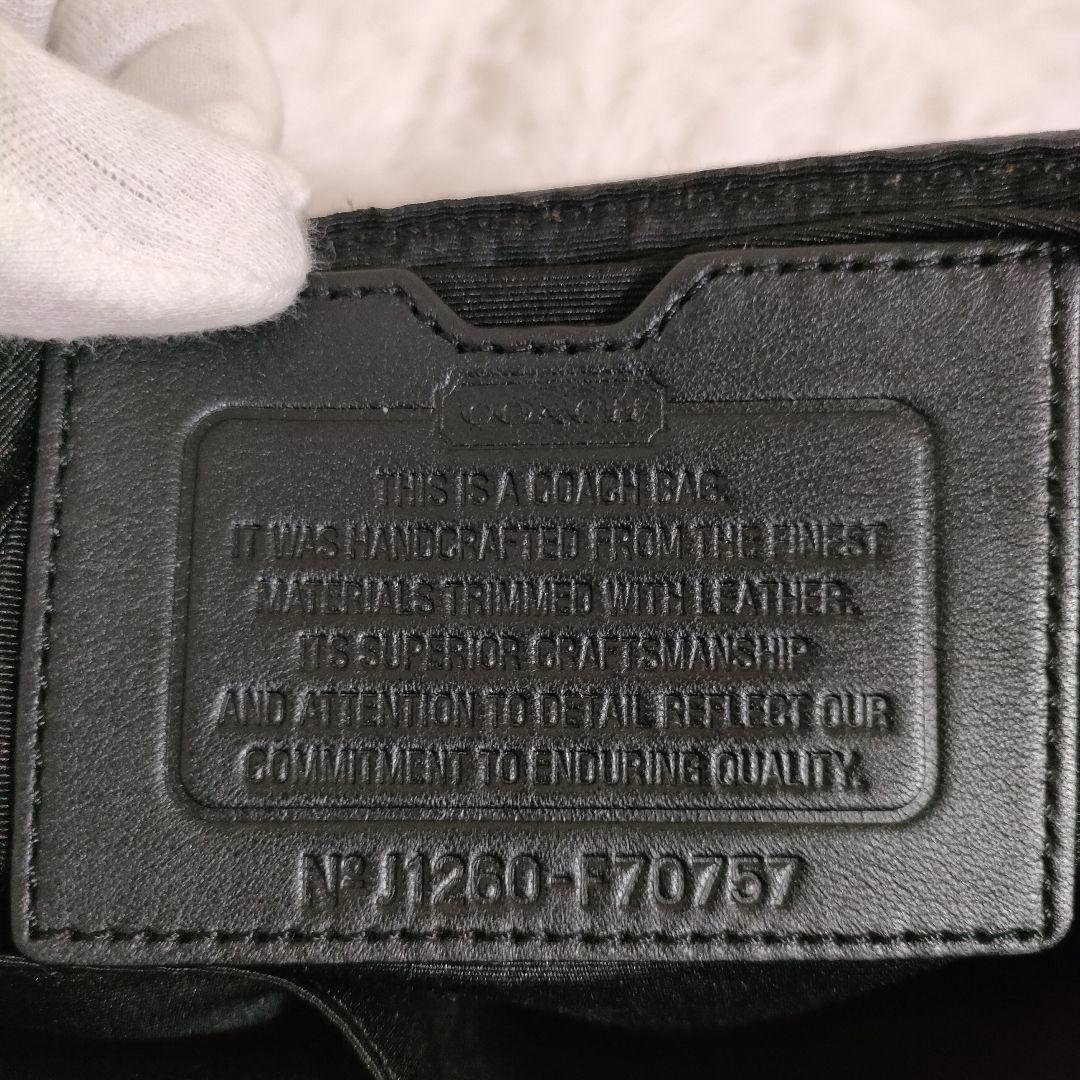 COACH
THIS IS A COACH BAG.
IT WAS HANDCRAFTED FROM THE FINEST
MATERIALS TRIMMED WITH LEATHER.
ITS SUPERIOR CRAFTSMANSHIP
AND ATTENTION TO DETAIL REFLECT OUR
COMMITMENT TO ENDURING QUALITY.
Nº J1260-F70757